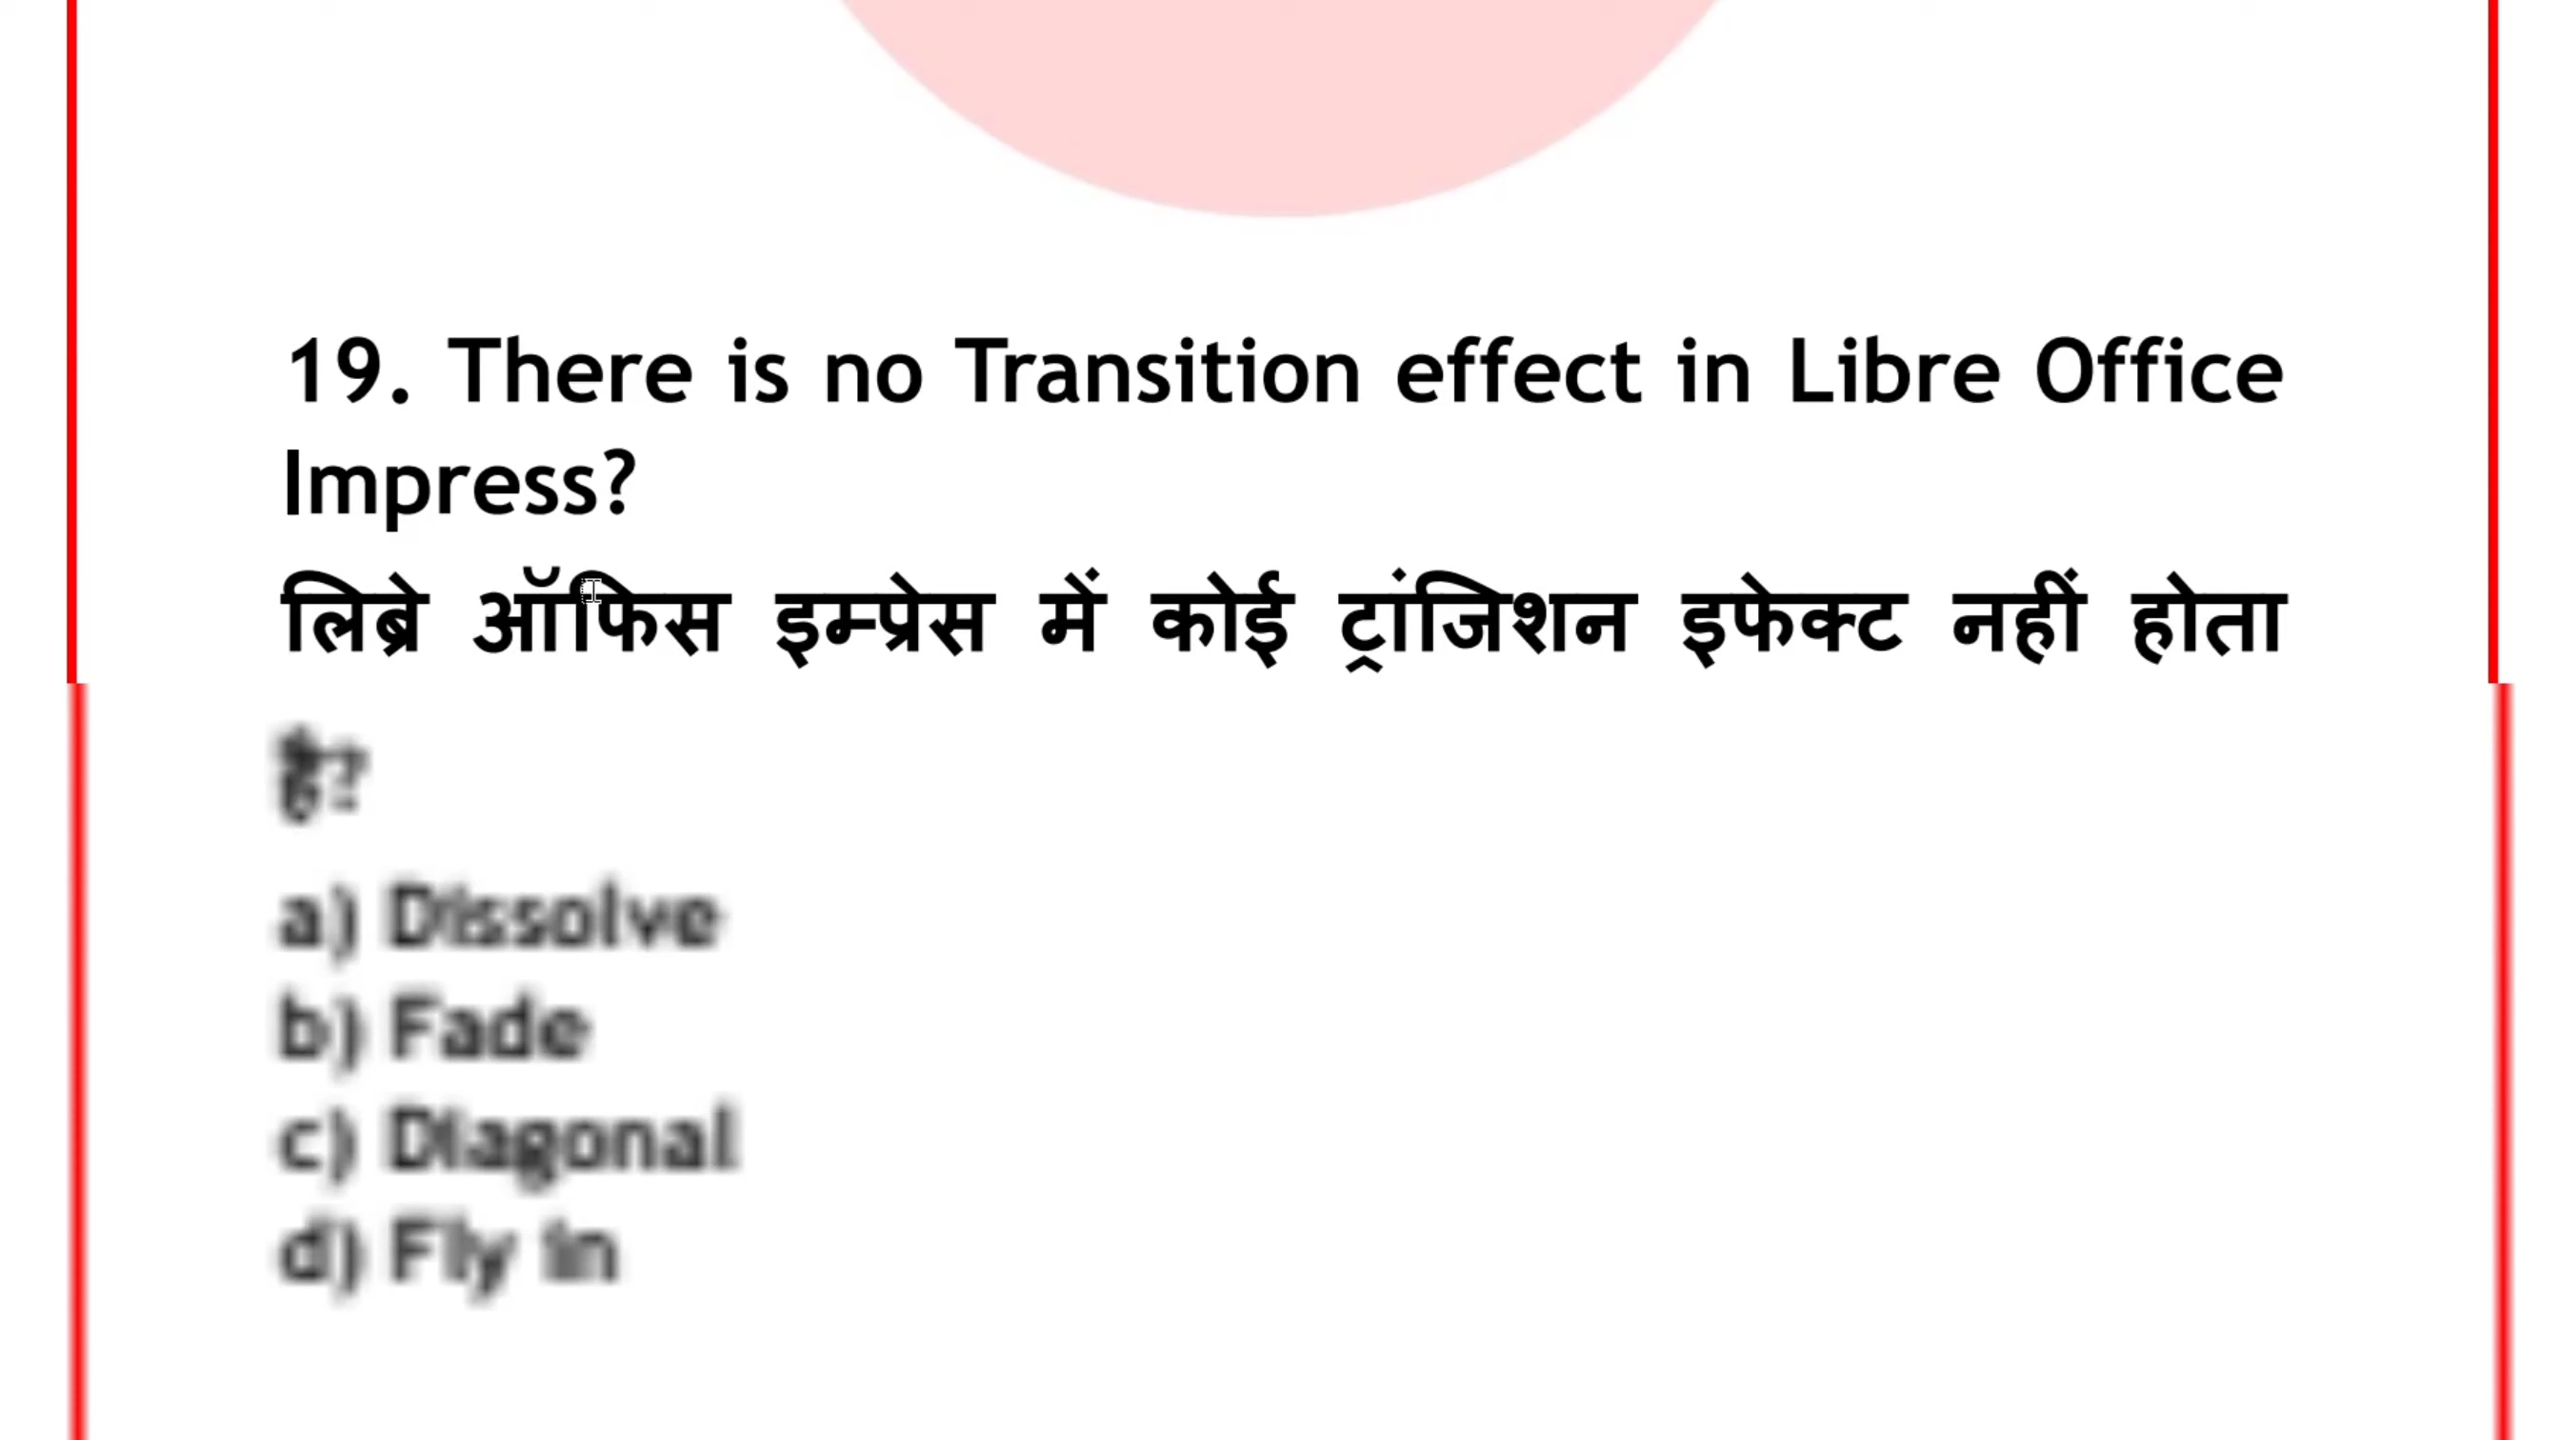 19. There is no Transition effect in Libre Office
Impress?
लिब्रे ऑफिस इम्प्रेस में कोई ट्रांजिशन इफेक्ट नहीं होता
है?
a) Dissolve
b) Fade
c) Diagonal
d) Fly in